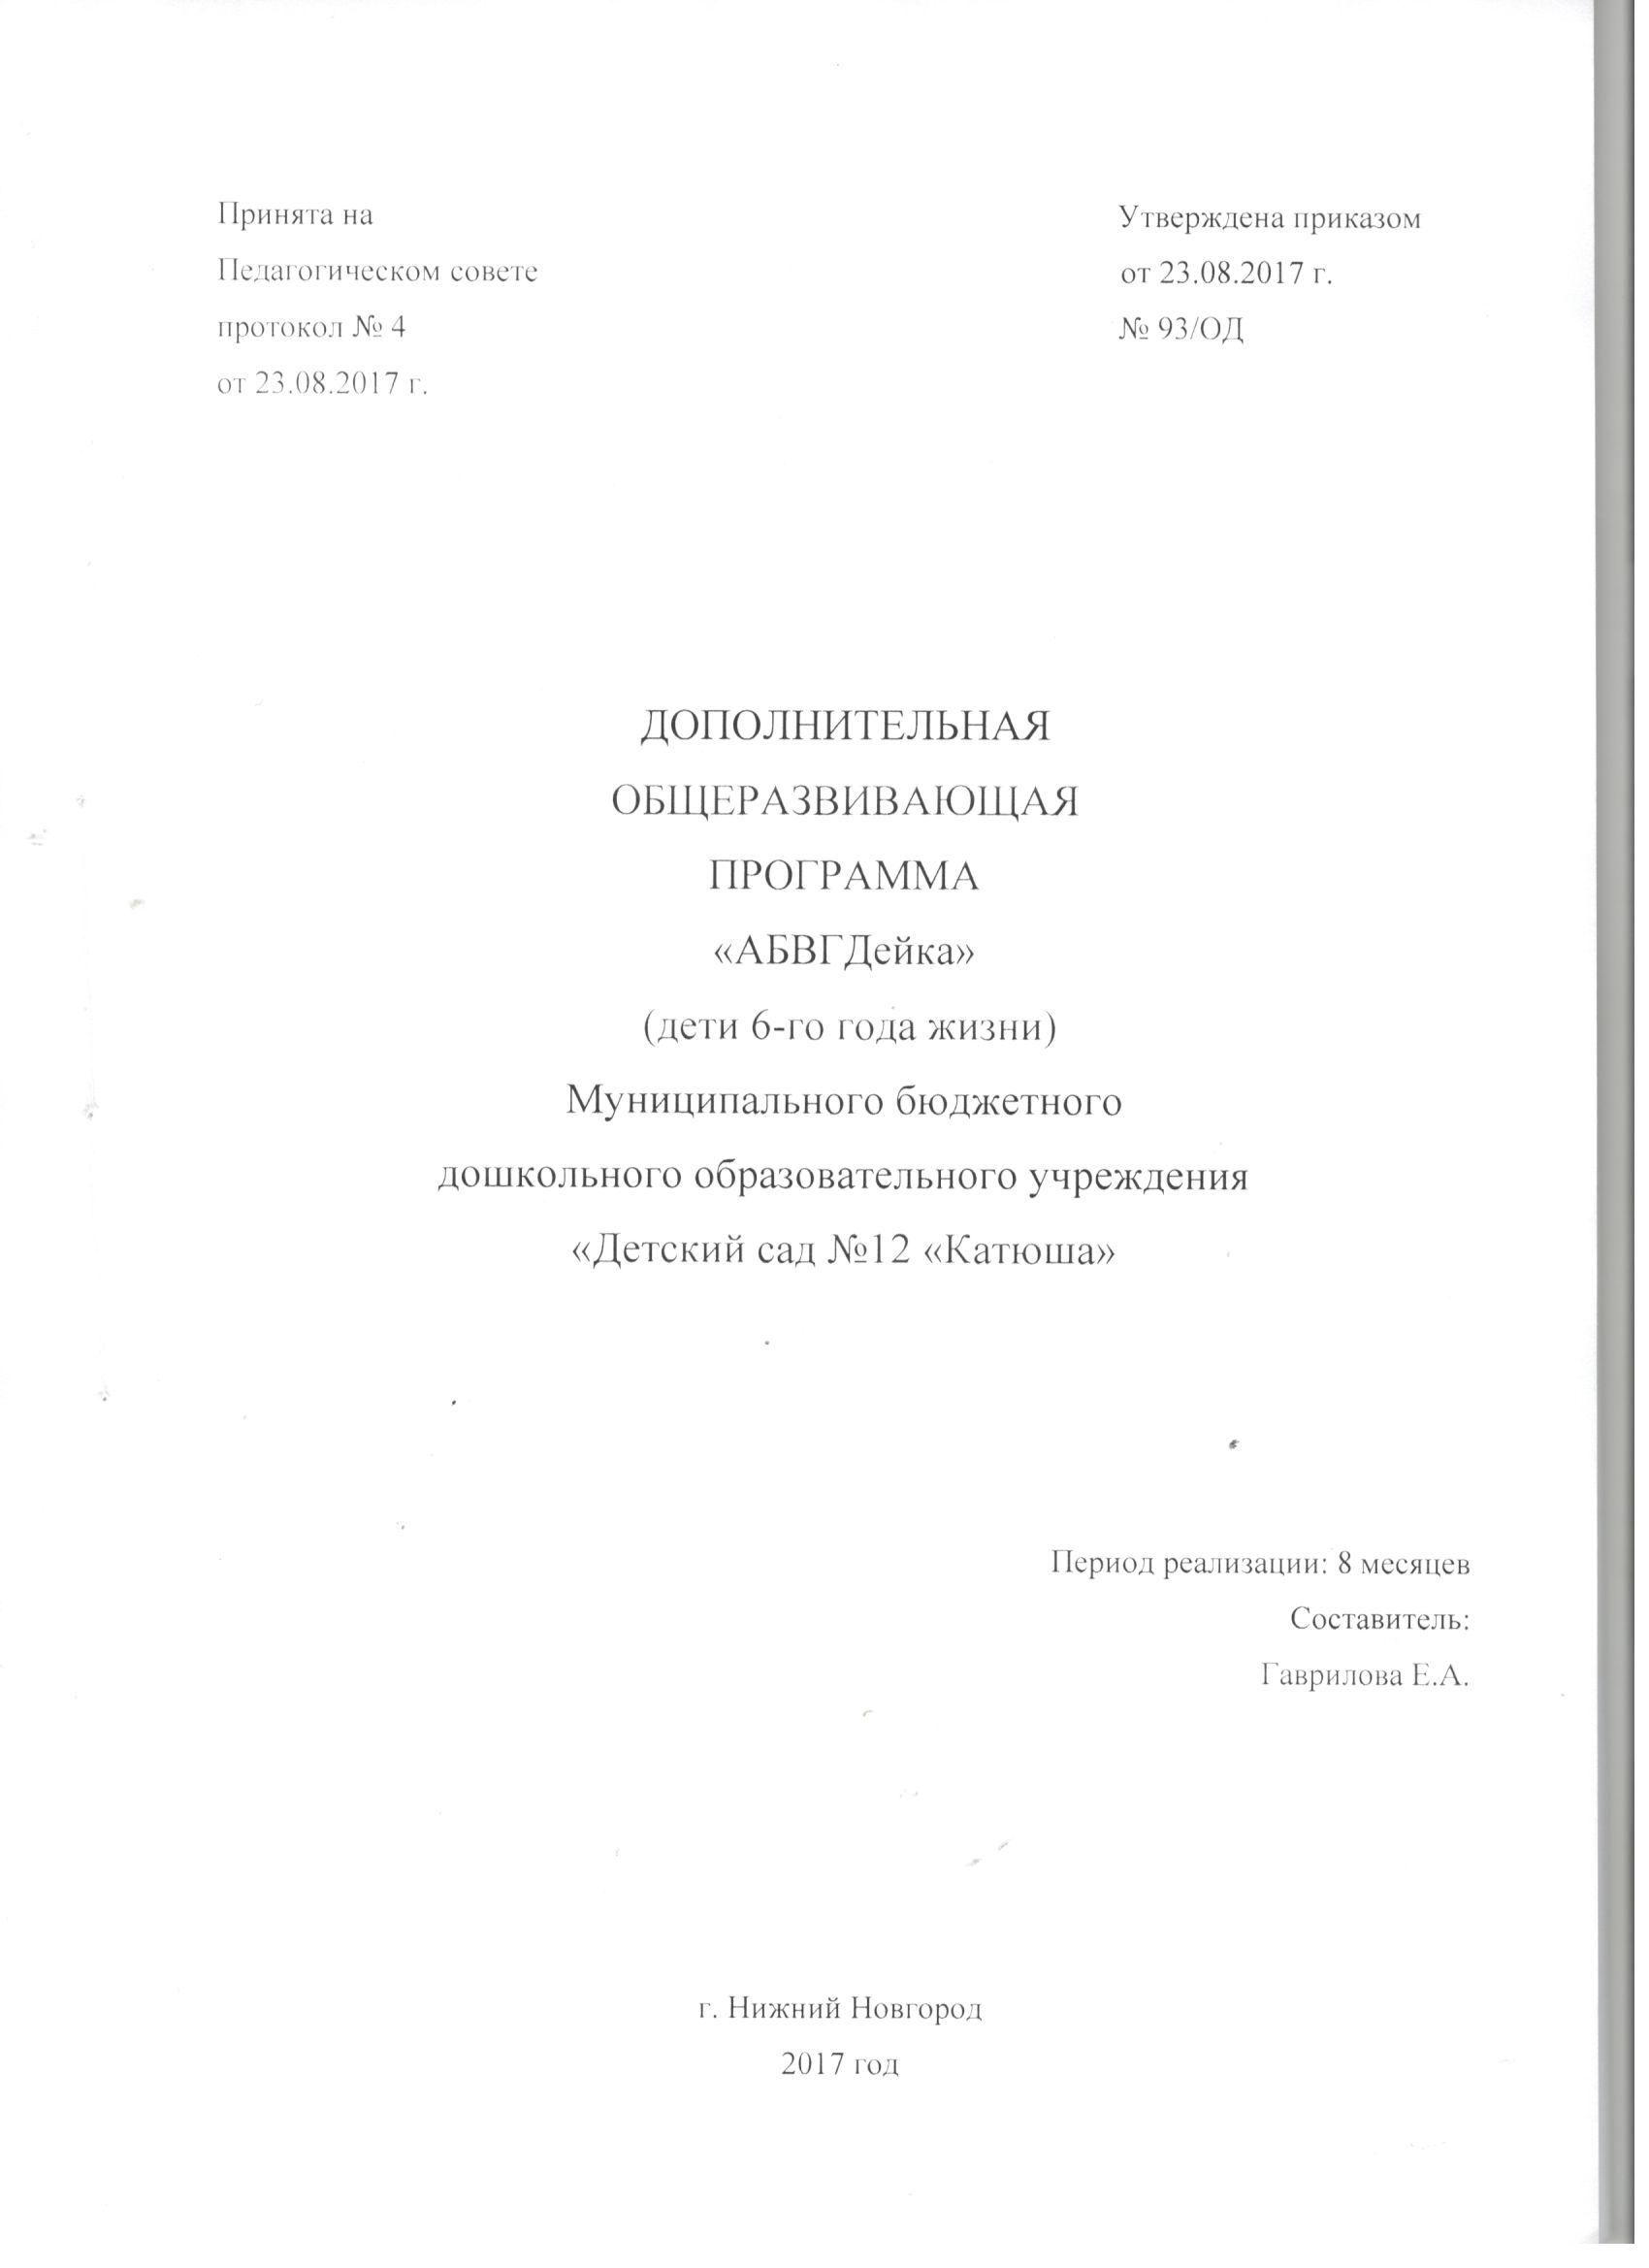 Принята на
Педагогическом совете
протокол № 4
от 23.08.2017 г.
Утверждена приказом
от 23.08.2017 г.
№ 93/ОД
ДОПОЛНИТЕЛЬНАЯ
ОБЩЕРАЗВИВАЮЩАЯ
ПРОГРАММА
«АБВГДейка»
(дети 6-го года жизни)
Муниципального бюджетного
дошкольного образовательного учреждения
«Детский сад №12 «Катюша»
Период реализации: 8 месяцев
Составитель:
Гаврилова Е.А.
г. Нижний Новгород
2017 год